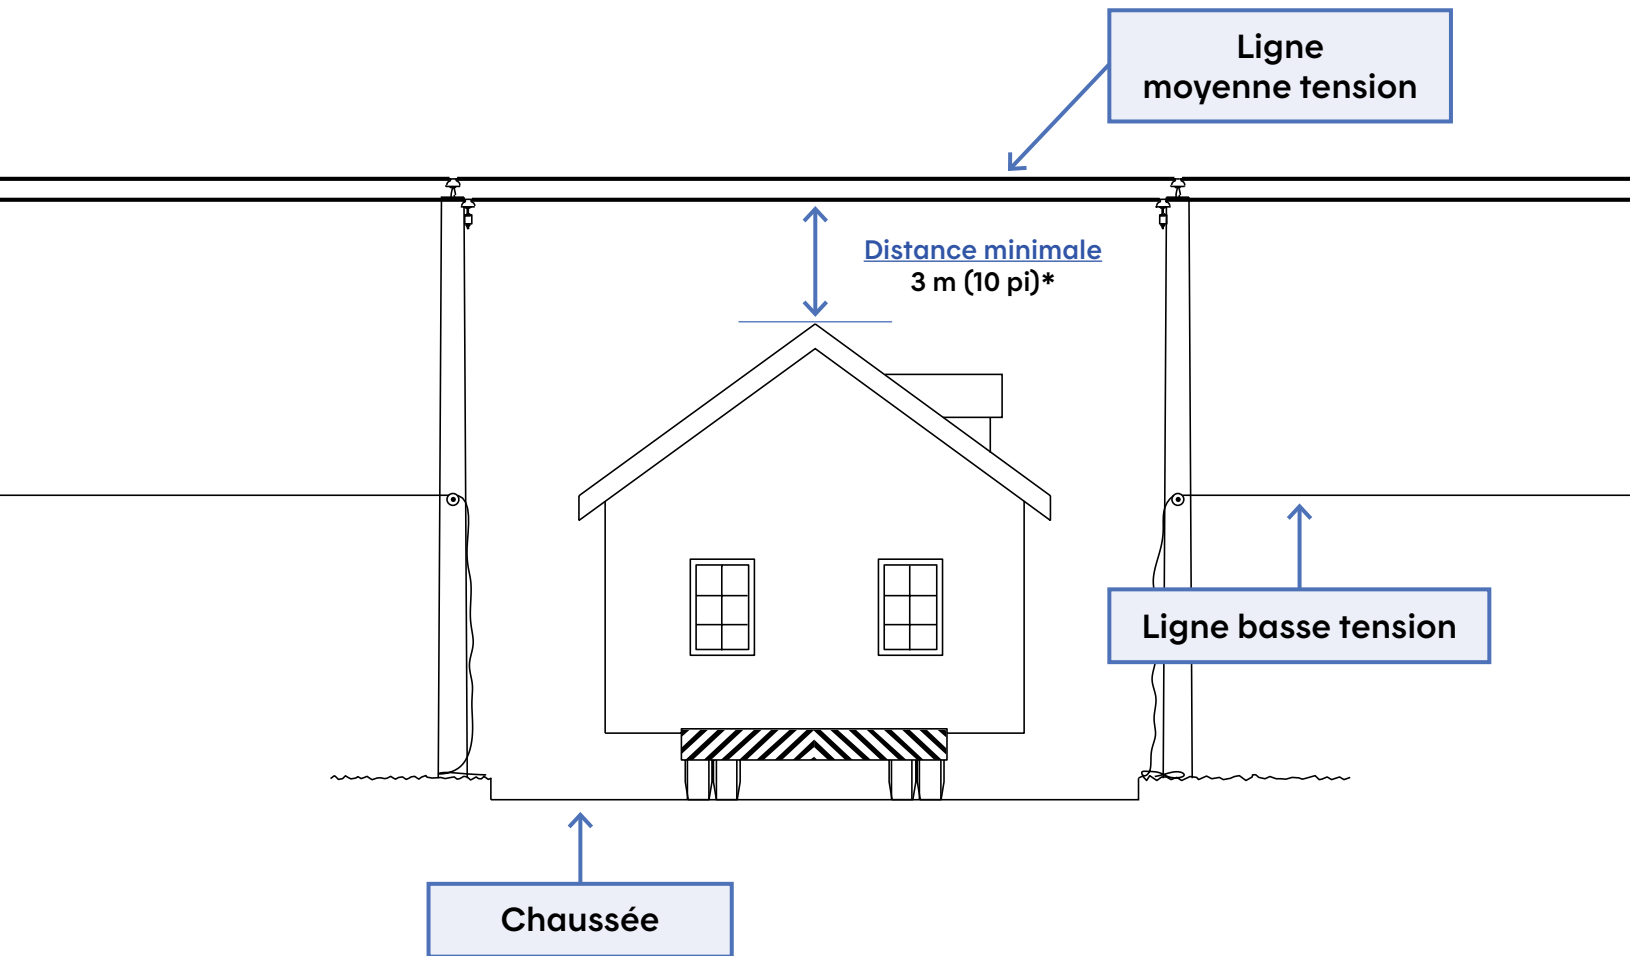 Ligne
moyenne tension
Distance minimale
3 m (10 pi)*
Ligne basse tension
Chaussée